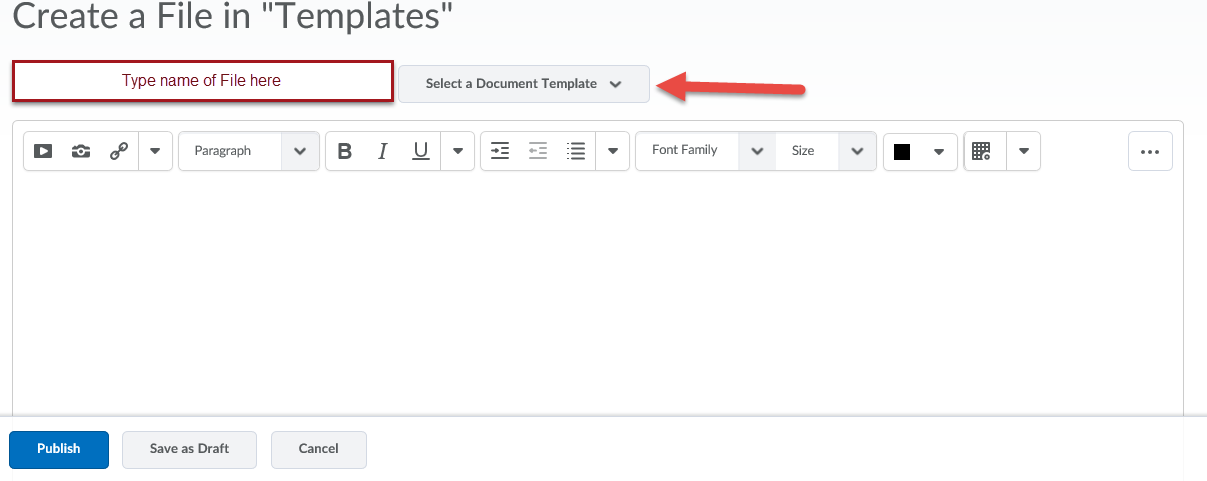 Create a File in "Templates"
Type name of File here Select a Document Template
Paragraph B I U Font Family Size
Publish Save as Draft Cancel